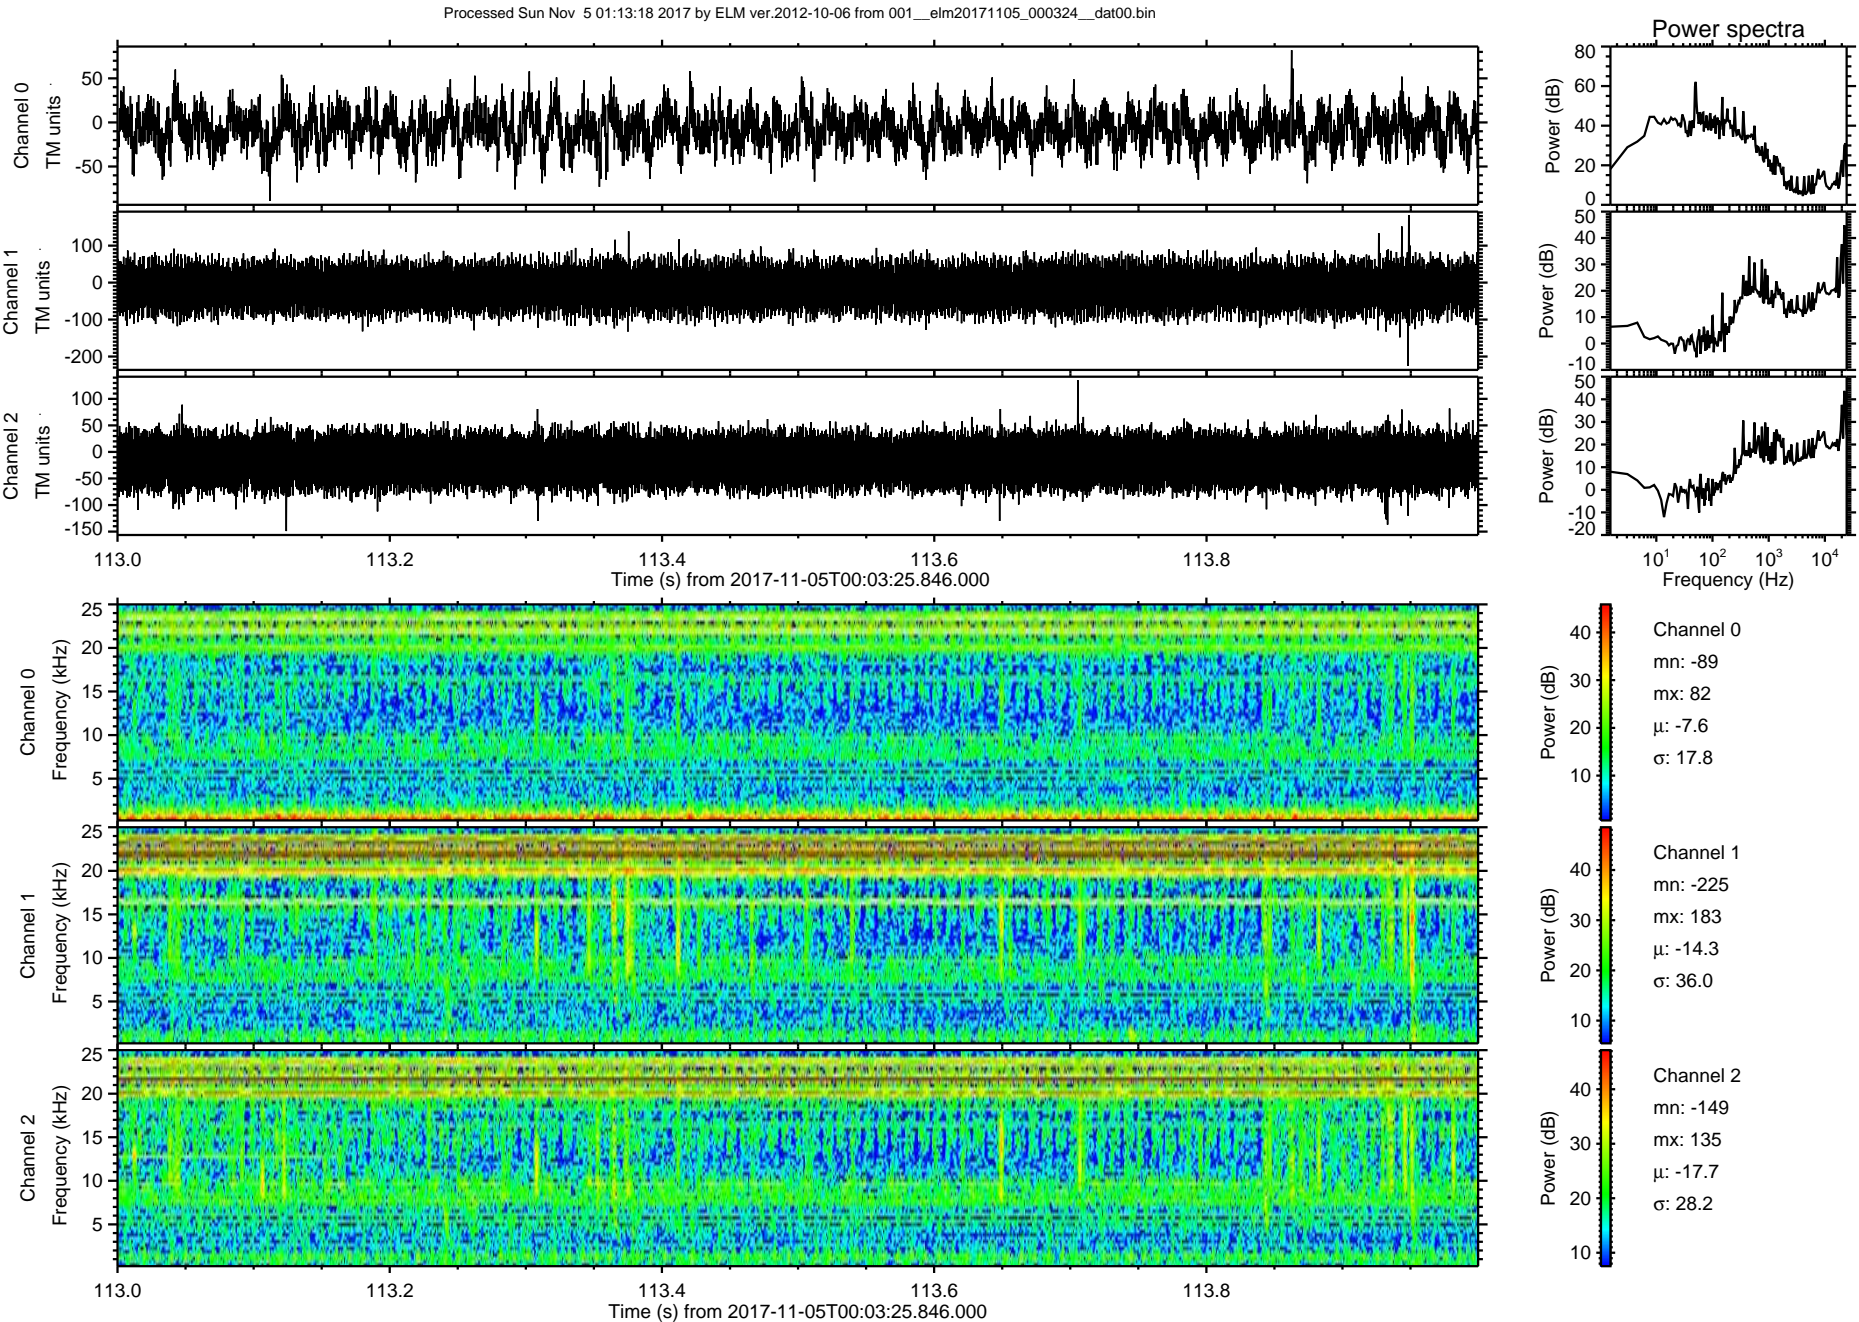 Processed Sun Nov  5 01:13:18 2017 by ELM ver.2012-10-06 from 001__elm20171105_000324__dat00.bin
Power spectra
Channel 0
TM units
50
0
-50
Power (dB)
80
60
40
20
0
Channel 1
TM units
100
0
-100
-200
Power (dB)
50
40
30
20
10
0
-10
Channel 2
TM units
100
50
0
-50
-100
-150
Power (dB)
50
40
30
20
10
0
-10
-20
113.0 113.2 113.4 113.6 113.8
Time (s) from 2017-11-05T00:03:25.846.000
10¹ 10² 10³ 10⁴
Frequency (Hz)
Channel 0
Frequency (kHz)
25
20
15
10
5
Power (dB)
40
30
20
10
Channel 0
mn: -89
mx: 82
μ: -7.6
σ: 17.8
Channel 1
Frequency (kHz)
25
20
15
10
5
Power (dB)
40
30
20
10
Channel 1
mn: -225
mx: 183
μ: -14.3
σ: 36.0
Channel 2
Frequency (kHz)
25
20
15
10
5
Power (dB)
40
30
20
10
Channel 2
mn: -149
mx: 135
μ: -17.7
σ: 28.2
113.0 113.2 113.4 113.6 113.8
Time (s) from 2017-11-05T00:03:25.846.000